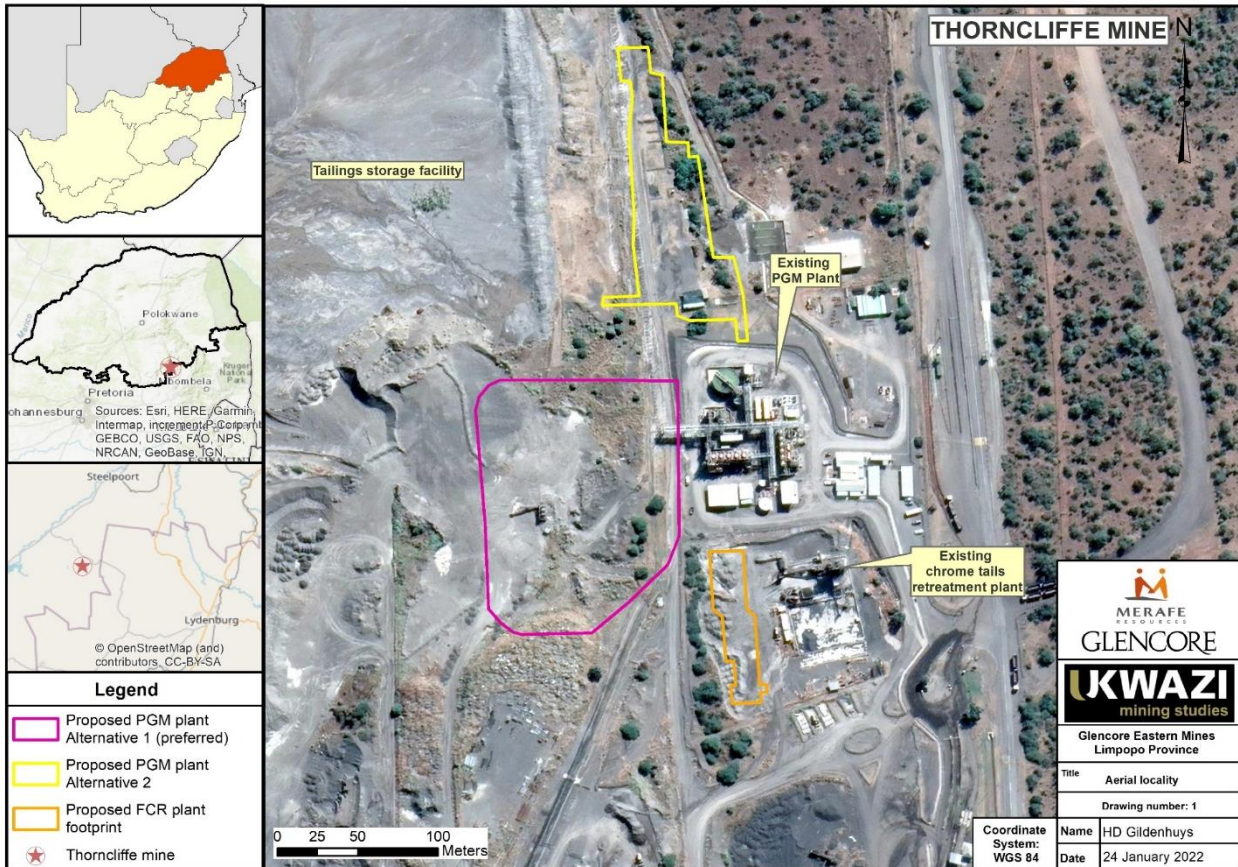 THORNCLIFFE MINE
N
Tailings storage facility
Existing
PGM Plant
Existing
chrome tails
retreatment plant
0 25 50 100
Meters
Polokwane
Kruger
National
Park
Pretoria
Sources: Esri, HERE, Garmin,
GEBCO, USGS, FAO, NPS,
NRCAN, GeoBase, IGN,
Steelpoort
Lydenburg
© OpenStreetMap (and)
contributors, CC-BY-SA
Legend
Proposed PGM plant
Alternative 1 (preferred)
Proposed PGM plant
Alternative 2
Proposed FCR plant
footprint
Thorncliffe mine
MERAFE
RESOURCES
GLENCORE
UKWAZI
mining studies
Glencore Eastern Mines
Limpopo Province
Title Aerial locality
Drawing number: 1
Coordinate
System:
WGS 84
Name HD Gildenhuys
Date 24 January 2022